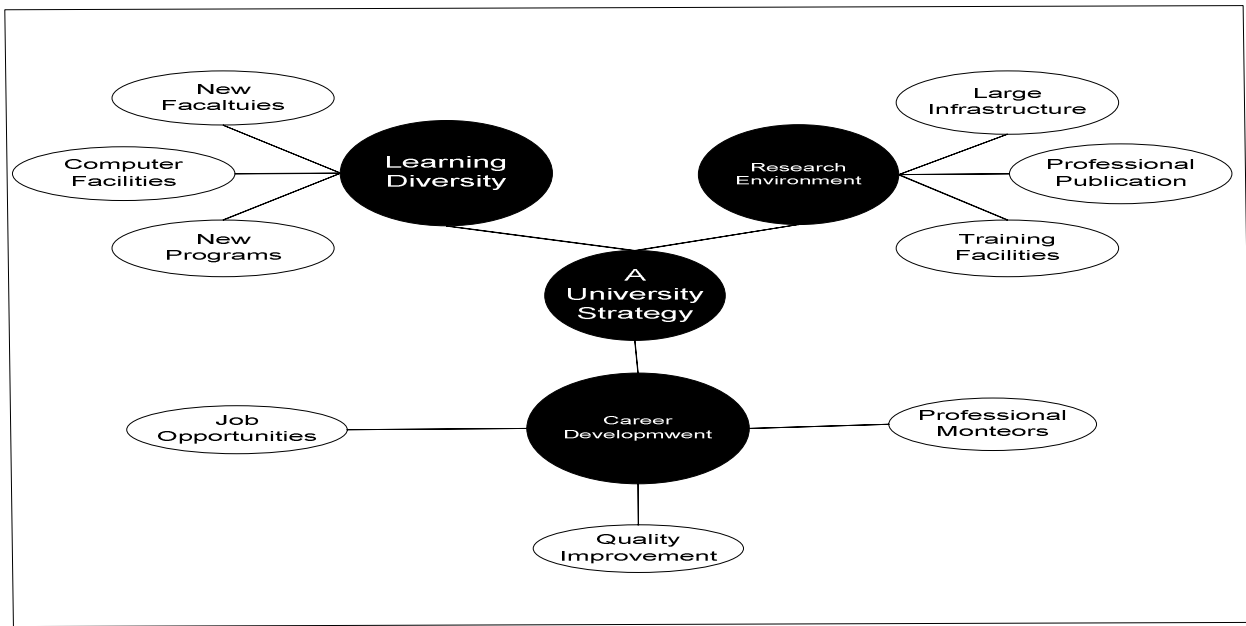 New
Facaltuies
Computer
Facilities
New
Programs
Learning
Diversity
Research
Environment
Large
Infrastructure
Professional
Publication
Training
Facilities
A
University
Strategy
Job
Opportunities
Career
Developmwent
Professional
Monteors
Quality
Improvement